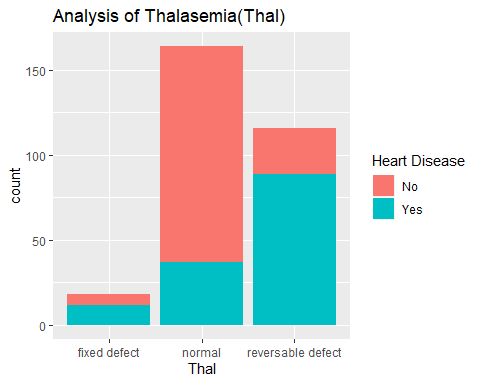 Analysis of Thalasemia(Thal)
150
100
50
0
count
fixed defect normal reversable defect
Thal
Heart Disease
No
Yes